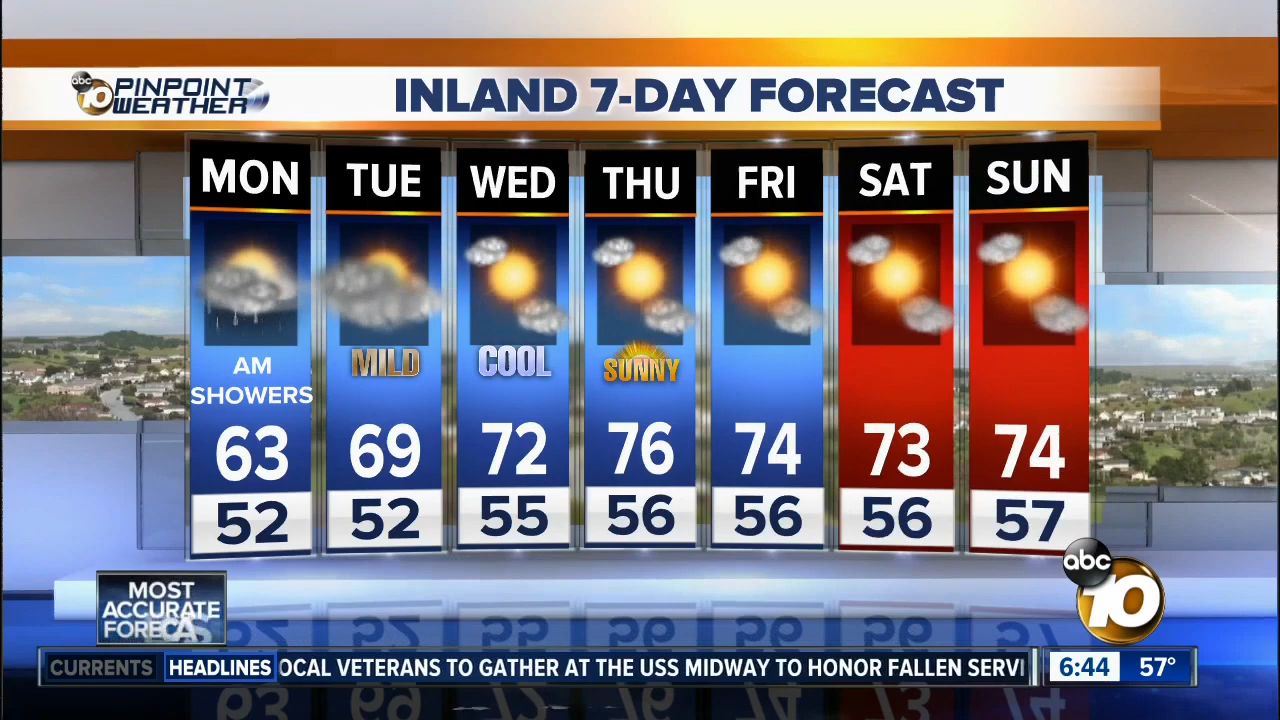 abc
10
PINPOINT
WEATHER
INLAND 7-DAY FORECAST
MON TUE WED THU FRI SAT SUN
MILD COOL SUNNY
AM
SHOWERS
63 69 72 76 74 73 74
52 52 55 56 56 56 57
MOST
ACCURATE
FORECA
abc
10
CURRENTS HEADLINES OCAL VETERANS TO GATHER AT THE USS MIDWAY TO HONOR FALLEN SERVI 6:44 57°